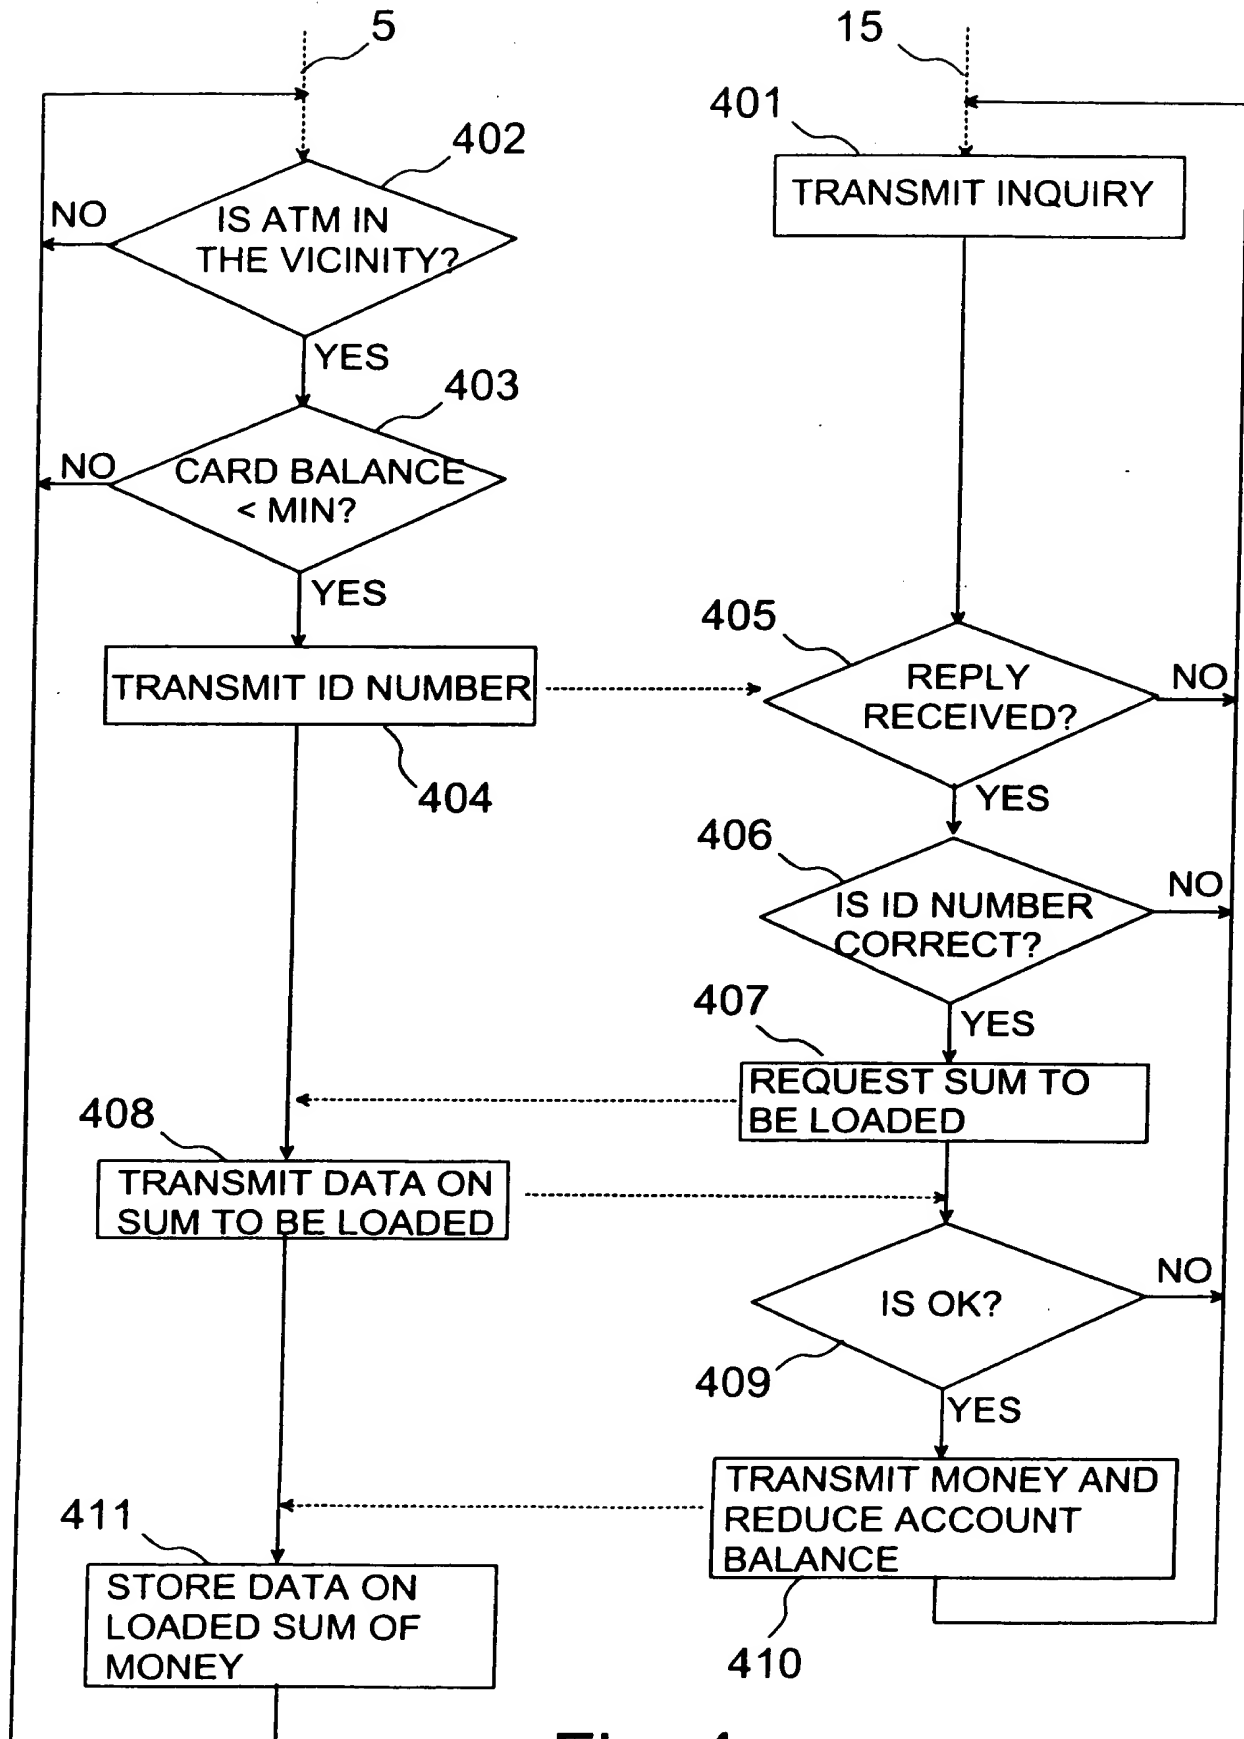 5
15
401
402
TRANSMIT INQUIRY
NO
IS ATM IN
THE VICINITY?
YES
403
NO
CARD BALANCE
< MIN?
YES
405
TRANSMIT ID NUMBER
REPLY
RECEIVED?
NO
404
YES
406
IS ID NUMBER
CORRECT?
NO
407
YES
REQUEST SUM TO
BE LOADED
408
TRANSMIT DATA ON
SUM TO BE LOADED
IS OK?
NO
409
YES
TRANSMIT MONEY AND
REDUCE ACCOUNT
BALANCE
411
STORE DATA ON
LOADED SUM OF
MONEY
410